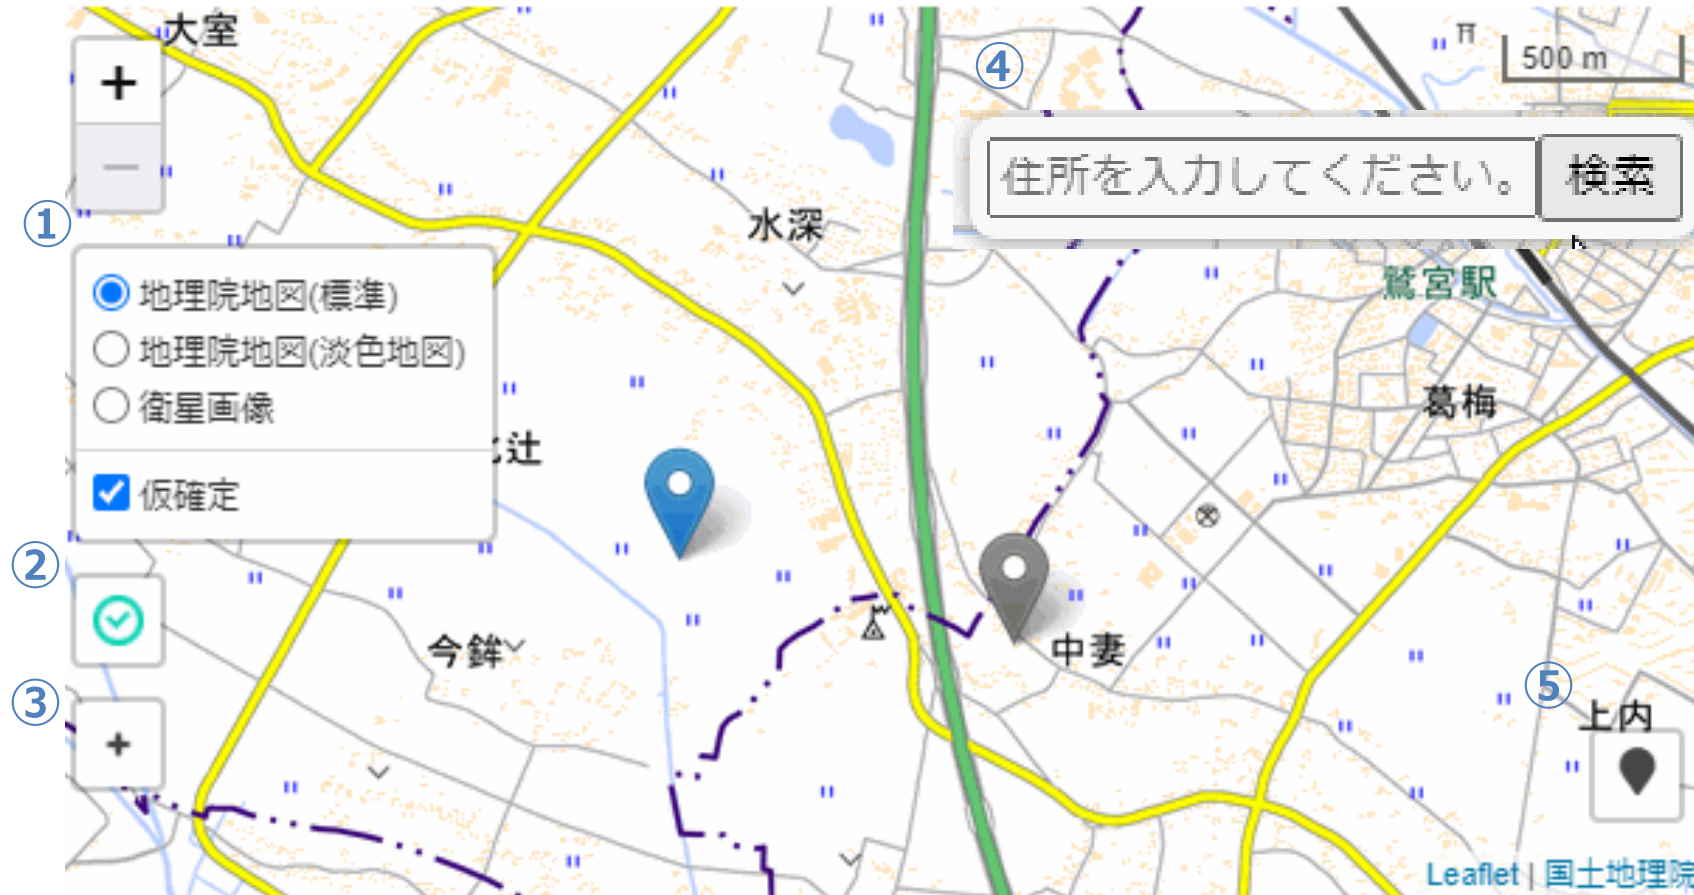 大室
④
500 m
住所を入力してください。 検索
水深
①
地理院地図(標準)
地理院地図(淡色地図)
衛星画像
仮確定
鷲宮駅
葛梅
辻
②
今鉾
中妻
③
⑤
上内
Leaflet | 国土地理院